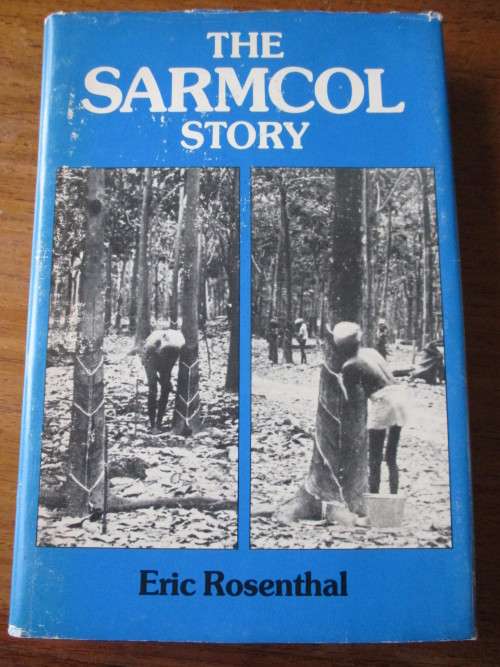 THE
SARMCOL
STORY
Eric Rosenthal